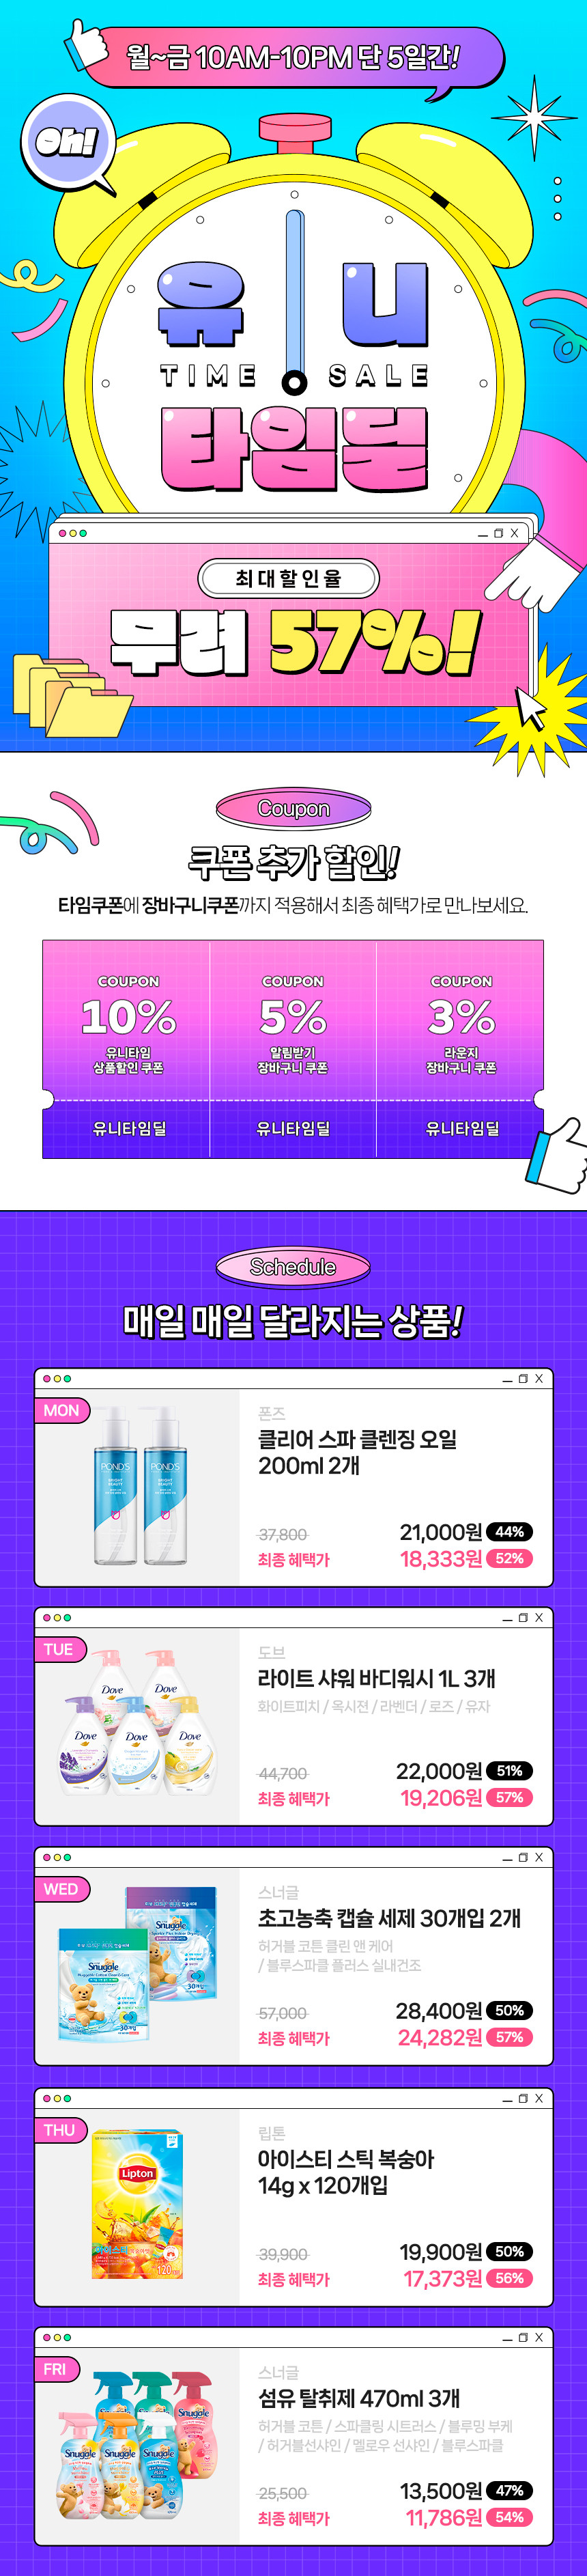 월~금 10AM-10PM 단 5일간!
Oh!
유니
TIME SALE
타임딜
최대할인율
무려 57%!
Coupon
쿠폰 추가 할인!
타임쿠폰에 장바구니쿠폰까지 적용해서 최종 혜택가로 만나보세요.
COUPON
10%
유니타임
상품할인 쿠폰
유니타임딜
COUPON
5%
알림받기
장바구니 쿠폰
유니타임딜
COUPON
3%
라운지
장바구니 쿠폰
유니타임딜
Schedule
매일 매일 달라지는 상품!
MON
POND'S
POND'S
폰즈
클리어 스파 클렌징 오일
200ml 2개
37,800
21,000원 44%
최종 혜택가 18,333원 52%
TUE
Dove
Dove
Dove
Dove
Dove
도브
라이트 샤워 바디워시 1L 3개
화이트피치 / 옥시젼 / 라벤더 / 로즈 / 유자
44,700
22,000원 51%
최종 혜택가 19,206원 57%
WED
Snuggle
Snuggle
스너글
초고농축 캡슐 세제 30개입 2개
허거블 코튼 클린 앤 케어
/ 블루스파클 플러스 실내건조
57,000
28,400원 50%
최종 혜택가 24,282원 57%
THU
Lipton
립톤
아이스티 스틱 복숭아
14g x 120개입
39,900
19,900원 50%
최종 혜택가 17,373원 56%
FRI
Snuggle
Snuggle
Snuggle
Snuggle
스너글
섬유 탈취제 470ml 3개
허거블 코튼 / 스파클링 시트러스 / 블루밍 부케
/ 허거블선샤인 / 멜로우 선샤인 / 블루스파클
25,500
13,500원 47%
최종 혜택가 11,786원 54%